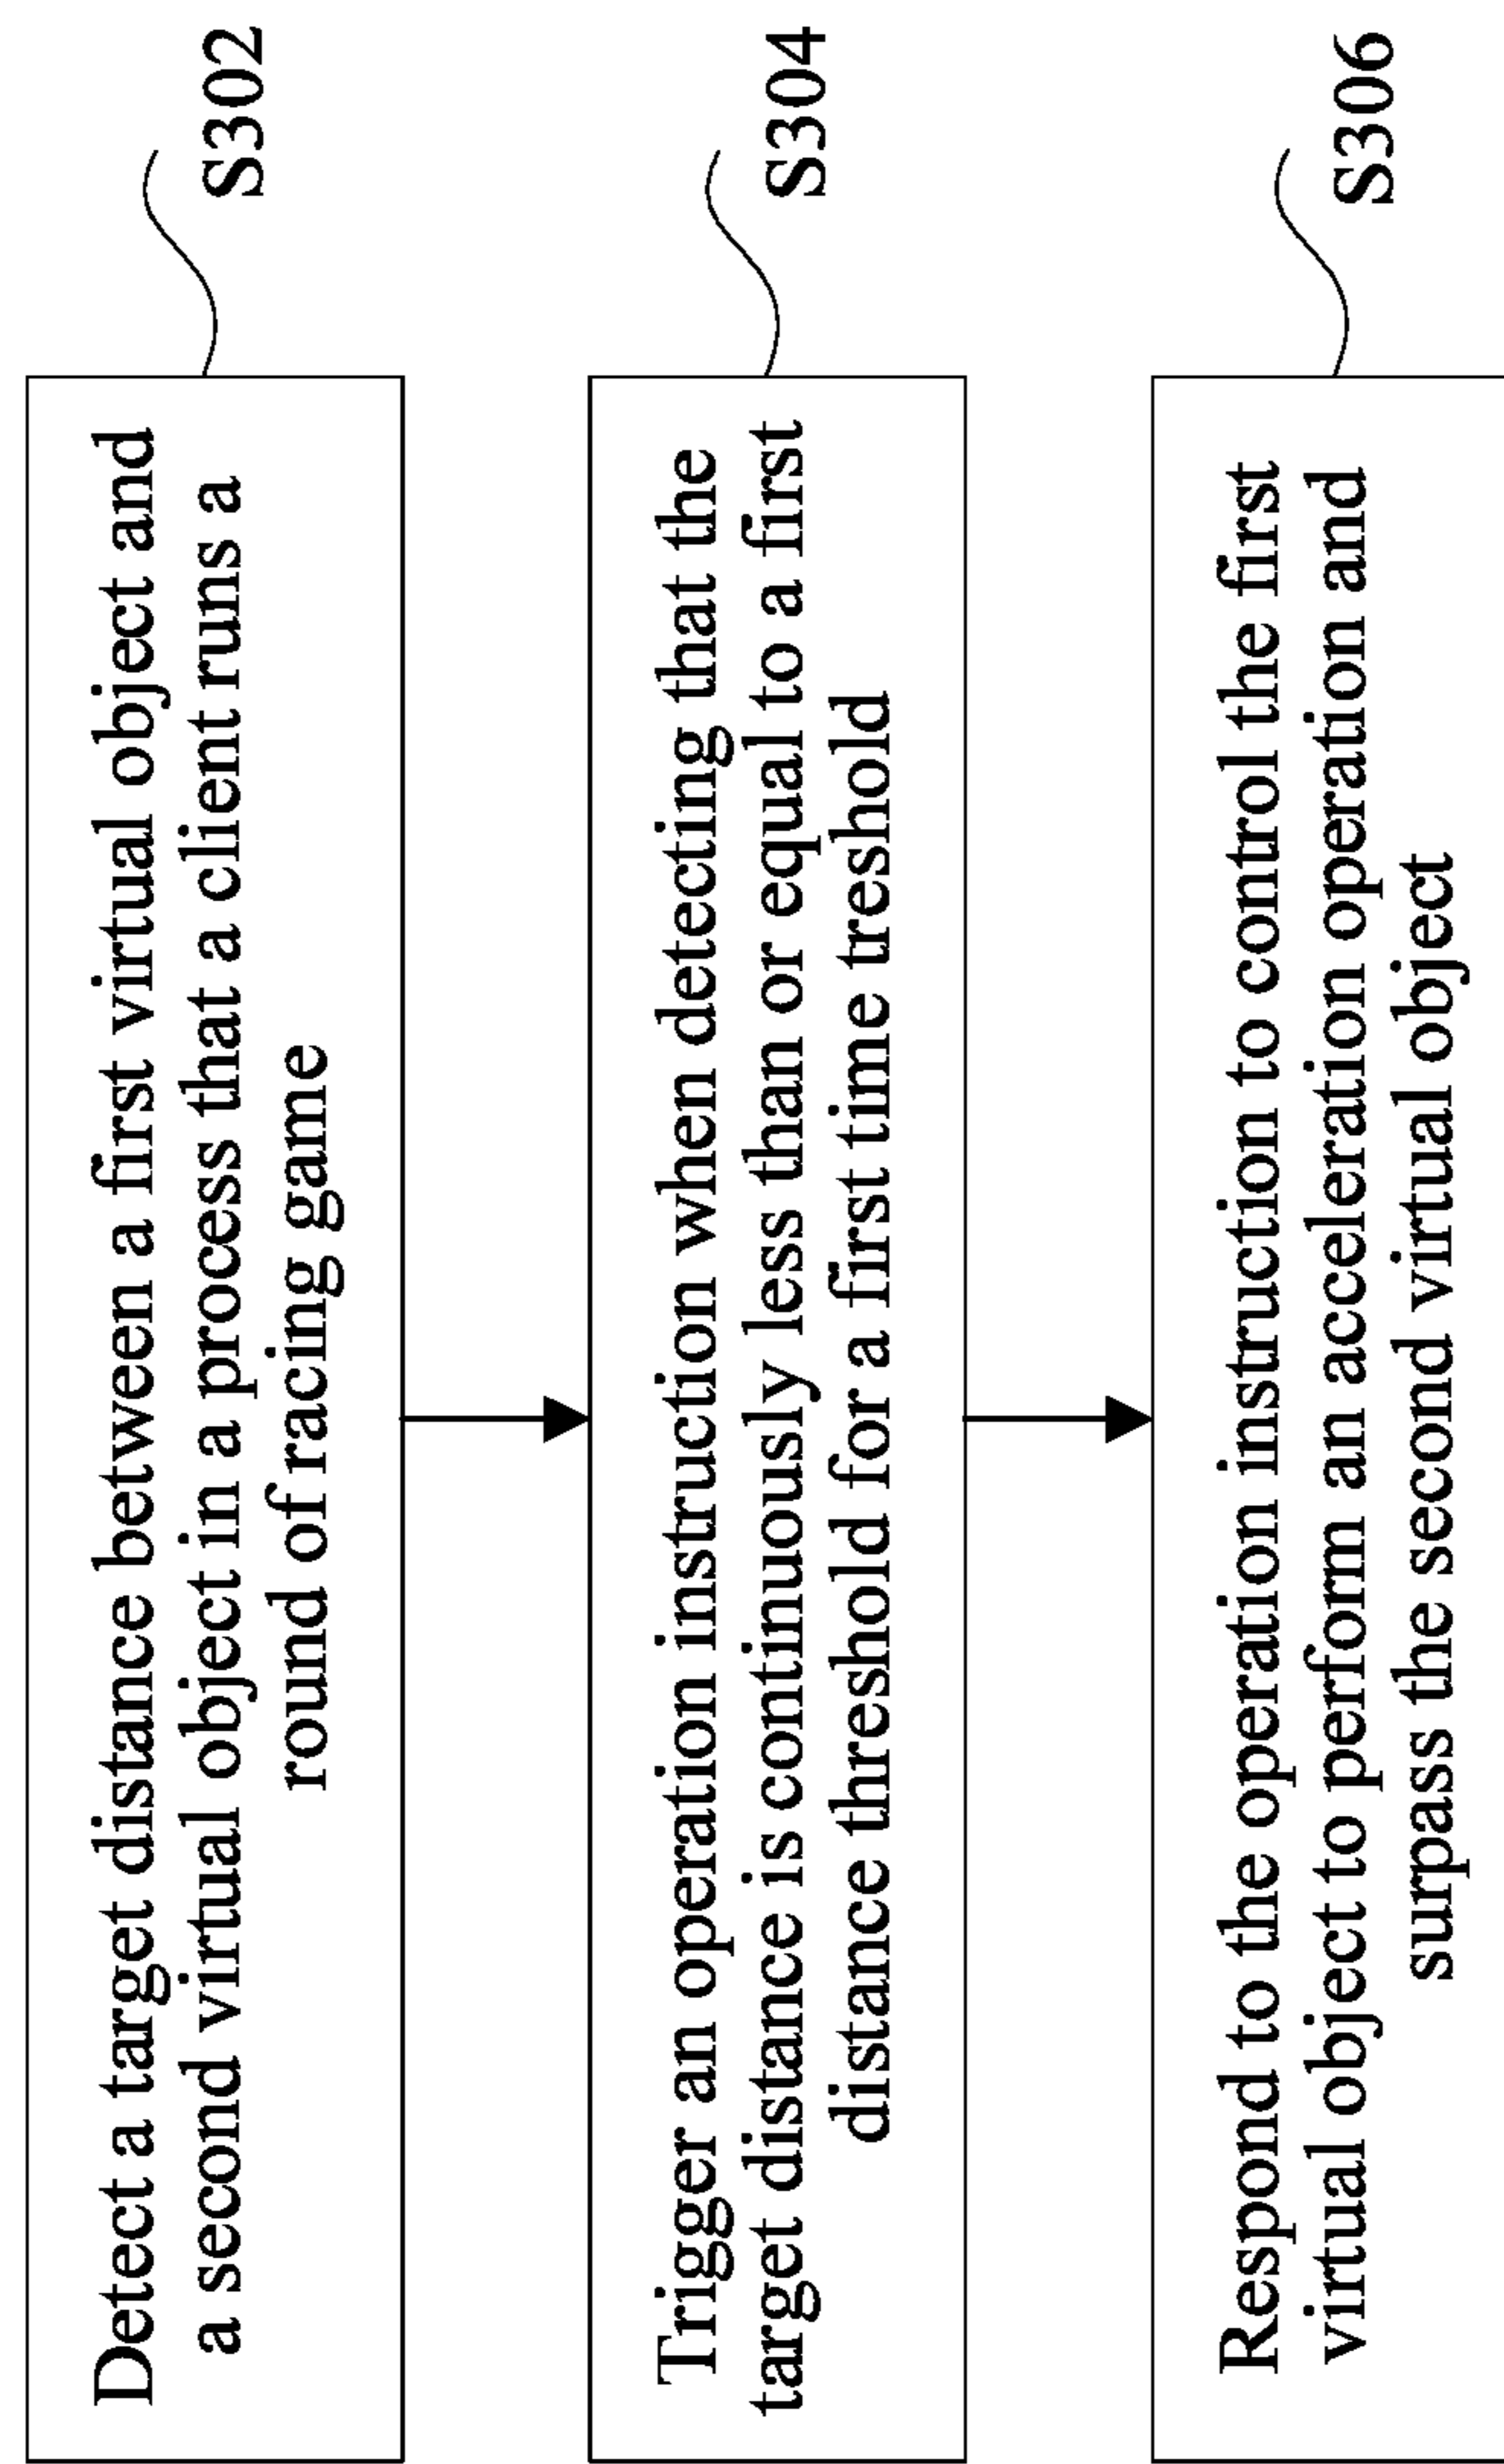 Detect a target distance between a first virtual object and
a second virtual object in a process that a client runs a
round of racing game
S302
Trigger an operation instruction when detecting that the
target distance is continuously less than or equal to a first
distance threshold for a first time treshold
S304
Respond to the operation instruction to control the first
virtual object to perform an acceleration operation and
surpass the second virtual object
S306